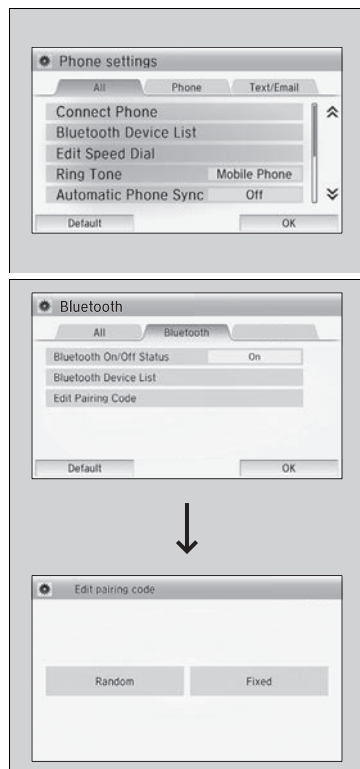 Phone settings
All Phone Text/Email
Connect Phone
Bluetooth Device List
Edit Speed Dial
Ring Tone Mobile Phone
Automatic Phone Sync Off
Default OK
Bluetooth
All Bluetooth
Bluetooth On/Off Status On
Bluetooth Device List
Edit Pairing Code
Default OK
Edit pairing code
Random Fixed